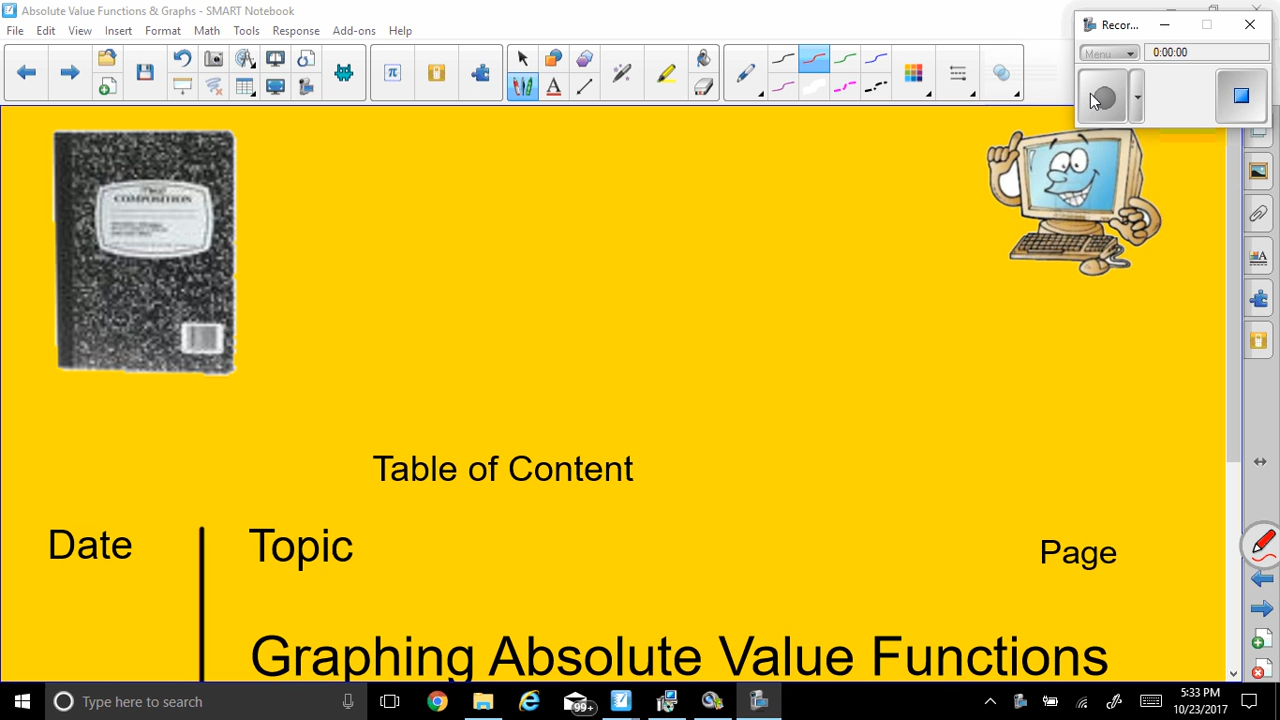 Absolute Value Functions & Graphs - SMART Notebook
File Edit View Insert Format Math Tools Response Add-ons Help
Recor...
Menu 0:00:00
COMPOSITION
Table of Content
Date Topic Page
Graphing Absolute Value Functions
Type here to search
99+
5:33 PM
10/23/2017